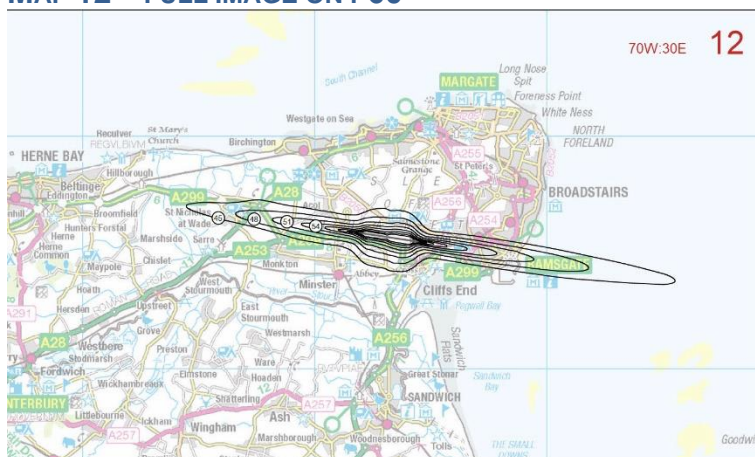 MAP 12 – FULL IMAGE ON P 38
70W:30E 12
Long Nose
Spit
Foreness Point
White Ness
NORTH
FORELAND
South Channel
MARGATE
Westgate on Sea
Birchington
Reculver
REGVLBIVM
St Mary's
Church
HERNE BAY
Hillborough
Beltinge
Eddington
Broomfield
Hunters Forstal
Herne
Herne
Common
Maypole
Hoath
Hersden
A291
A299
A28
St Nicholas
at Wade
Acol
Salmestone
Grange
St Peter's
A255
A256
A254
BROADSTAIRS
45
48
51
54
Marshside
Sarre
A253
Chislet
Monkton
Minster
Abbey
A299
RAMSGATE
Cliffs End
Pegwell Bay
West
Stourmouth
Upstreet
East
Stourmouth
Grove
Westmarsh
A28
Westbere
Stodmarsh
Preston
Fordwich
Wickhambreaux
Elmstone
Ware
Hoaden
A256
Great Stonar
Sandwich
Flats
Sandwich
Bay
SANDWICH
Littlebourne
Ickham
Shatterling
A257
A257
Wingham
Ash
Marshborough
Woodnesborough
Tolls
THE SMALL
DOWNS